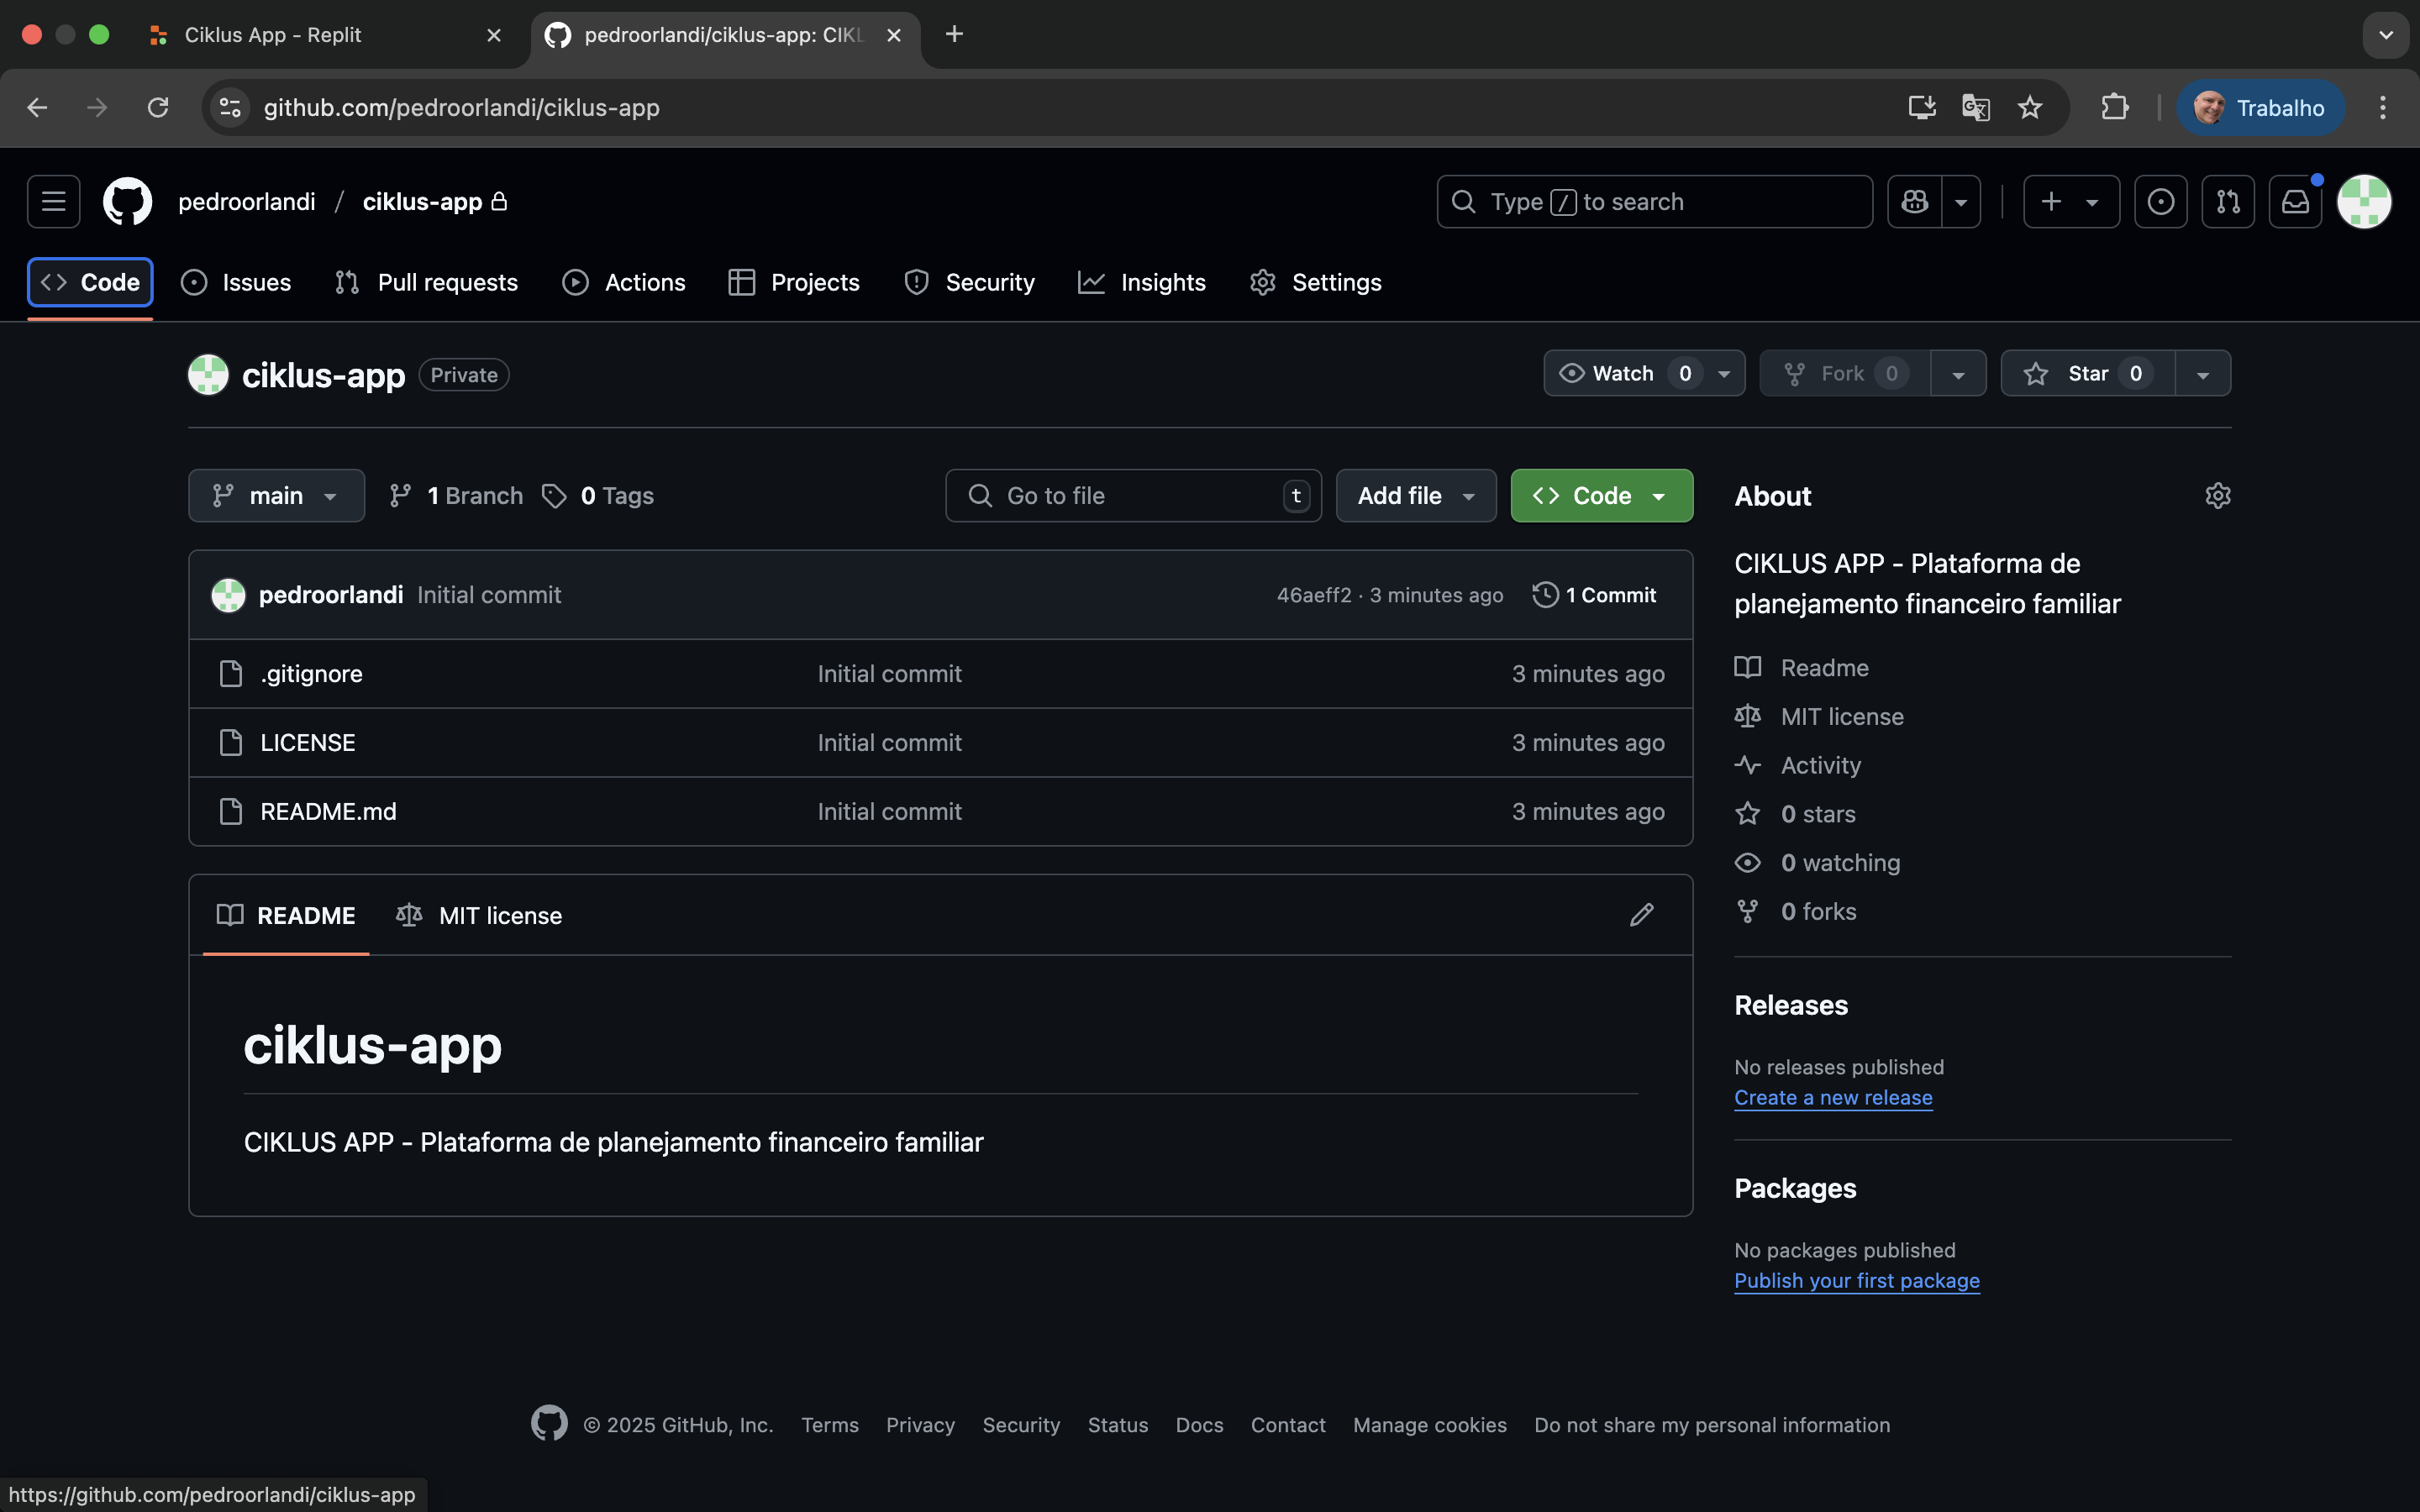 Ciklus App - Replit
pedroorlandi/ciklus-app: CIKL
github.com/pedroorlandi/ciklus-app
Trabalho
pedroorlandi / ciklus-app
Type / to search
Code
Issues
Pull requests
Actions
Projects
Security
Insights
Settings
ciklus-app Private
Watch 0
Fork 0
Star 0
main
1 Branch
0 Tags
Go to file t
Add file
Code
pedroorlandi Initial commit
46aeff2 · 3 minutes ago
1 Commit
.gitignore Initial commit 3 minutes ago
LICENSE Initial commit 3 minutes ago
README.md Initial commit 3 minutes ago
README
MIT license
ciklus-app
CIKLUS APP - Plataforma de planejamento financeiro familiar
About
CIKLUS APP - Plataforma de
planejamento financeiro familiar
Readme
MIT license
Activity
0 stars
0 watching
0 forks
Releases
No releases published
Create a new release
Packages
No packages published
Publish your first package
© 2025 GitHub, Inc. Terms Privacy Security Status Docs Contact Manage cookies Do not share my personal information
https://github.com/pedroorlandi/ciklus-app